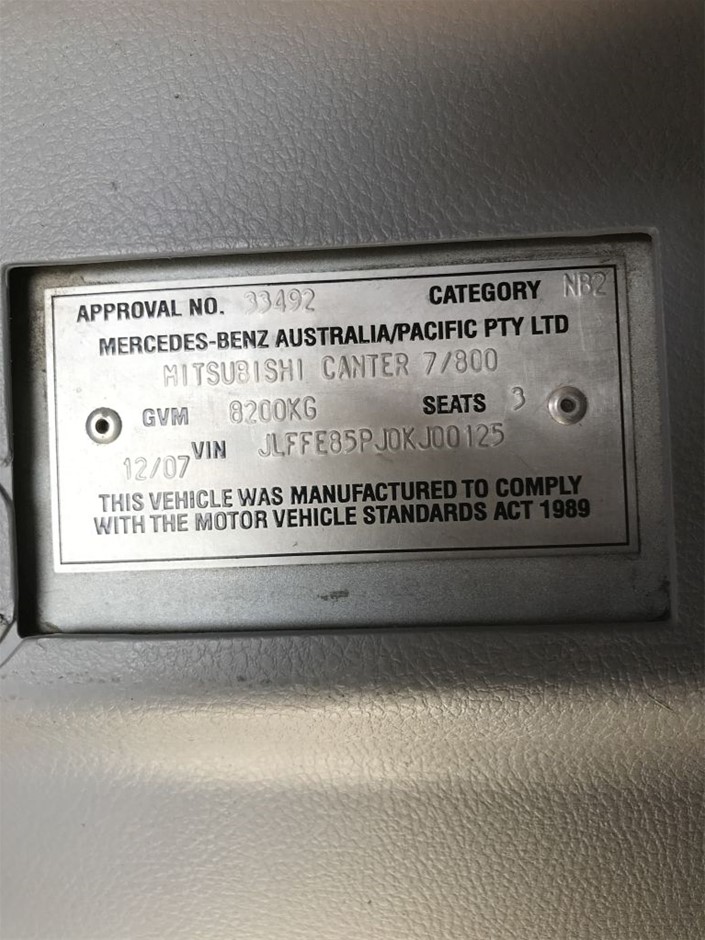 APPROVAL NO. 33492 CATEGORY NB2
MERCEDES-BENZ AUSTRALIA/PACIFIC PTY LTD
MITSUBISHI CANTER 7/800
GVM 8200KG SEATS 3
12/07 VIN JLFFE85PJ0KJ00125
THIS VEHICLE WAS MANUFACTURED TO COMPLY
WITH THE MOTOR VEHICLE STANDARDS ACT 1989